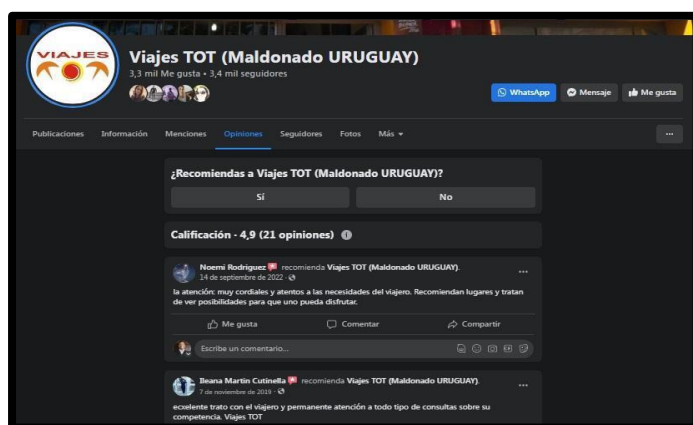 VIAJES
TOT
Viajes TOT (Maldonado URUGUAY)
3,3 mil Me gusta • 3,4 mil seguidores
WhatsApp Mensaje Me gusta
Publicaciones Información Menciones Opiniones Seguidores Fotos Más
¿Recomiendas a Viajes TOT (Maldonado URUGUAY)?
Sí No
Calificación - 4,9 (21 opiniones)
Noemi Rodriguez recomienda Viajes TOT (Maldonado URUGUAY).
14 de septiembre de 2022 ·
la atención: muy cordiales y atentos a las necesidades del viajero. Recomiendan lugares y tratan
de ver posibilidades para que uno pueda disfrutar.
Me gusta Comentar Compartir
Escribe un comentario...
Ileana Martin Cutinella recomienda Viajes TOT (Maldonado URUGUAY).
7 de noviembre de 2019 ·
ecxelente trato con el viajero y permanente atención a todo tipo de consultas sobre su
competencia. Viajes TOT